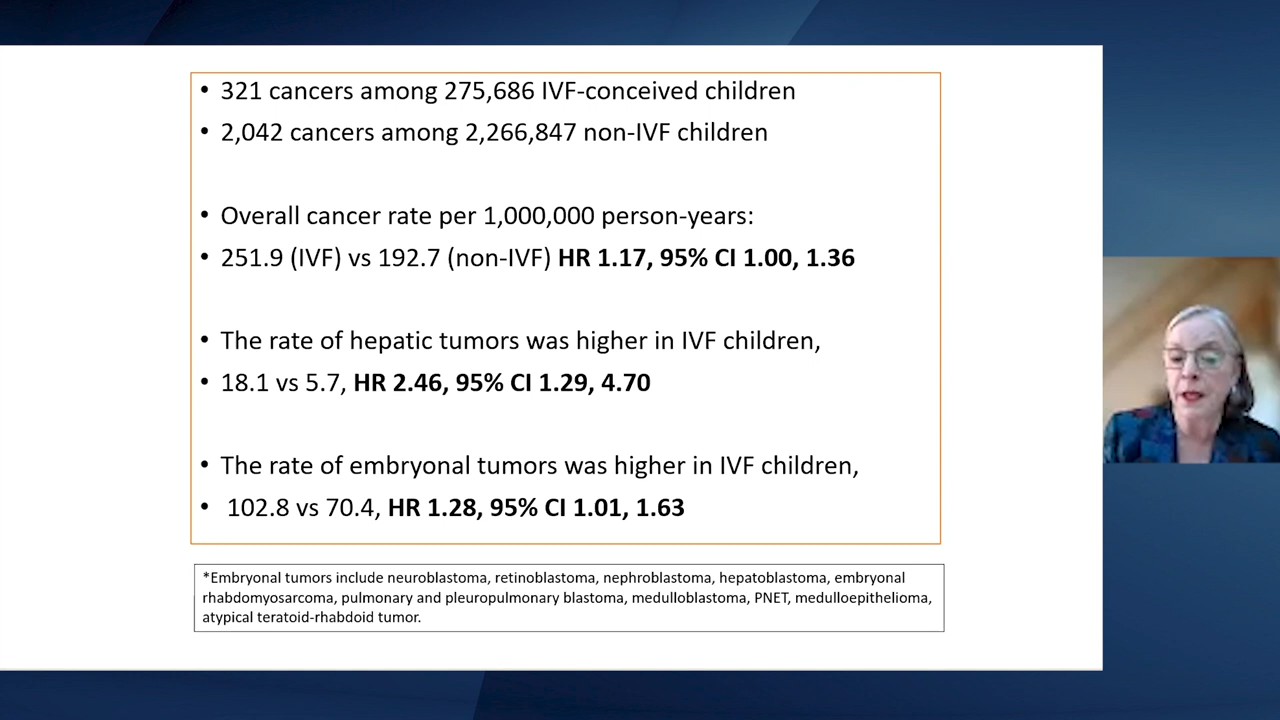 • 321 cancers among 275,686 IVF-conceived children
• 2,042 cancers among 2,266,847 non-IVF children
• Overall cancer rate per 1,000,000 person-years:
• 251.9 (IVF) vs 192.7 (non-IVF) HR 1.17, 95% CI 1.00, 1.36
• The rate of hepatic tumors was higher in IVF children,
• 18.1 vs 5.7, HR 2.46, 95% CI 1.29, 4.70
• The rate of embryonal tumors was higher in IVF children,
• 102.8 vs 70.4, HR 1.28, 95% CI 1.01, 1.63
*Embryonal tumors include neuroblastoma, retinoblastoma, nephroblastoma, hepatoblastoma, embryonal
rhabdomyosarcoma, pulmonary and pleuropulmonary blastoma, medulloblastoma, PNET, medulloepithelioma,
atypical teratoid-rhabdoid tumor.